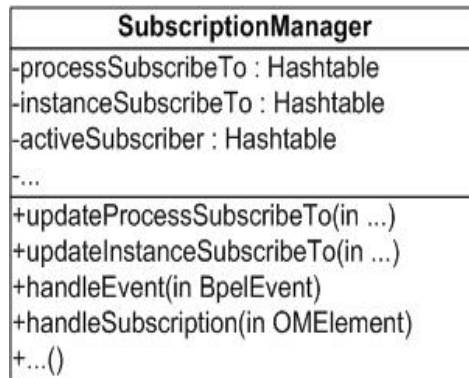 SubscriptionManager
-processSubscribeTo : Hashtable
-instanceSubscribeTo : Hashtable
-activeSubscriber : Hashtable
-...
+updateProcessSubscribeTo(in ...)
+updateInstanceSubscribeTo(in ...)
+handleEvent(in BpelEvent)
+handleSubscription(in OMElement)
+...()